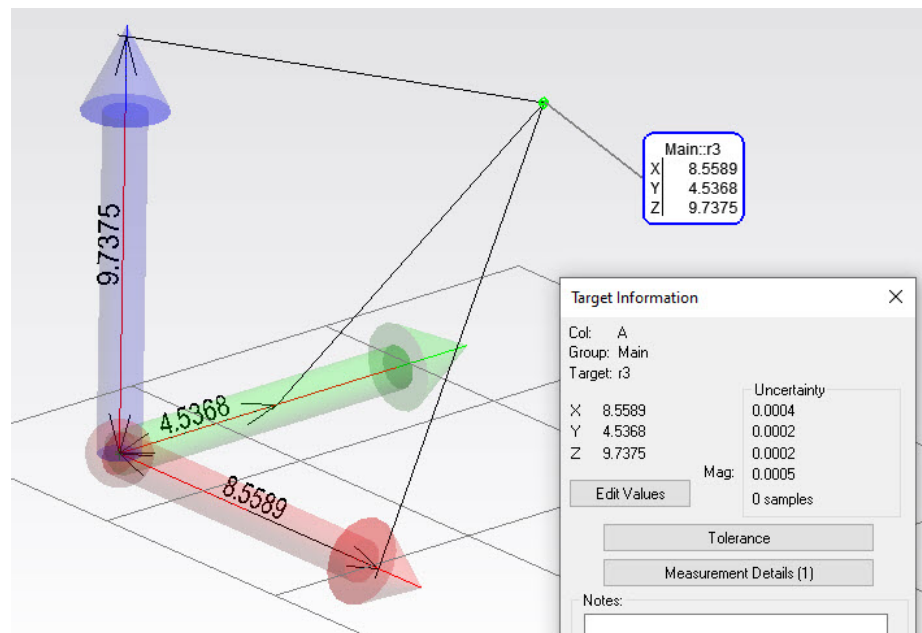 9.7375
4.5368
8.5589
Main::r3
X 8.5589
Y 4.5368
Z 9.7375
Target Information
Col: A
Group: Main
Target: r3
Uncertainty
X 8.5589 0.0004
Y 4.5368 0.0002
Z 9.7375 0.0002
Mag: 0.0005
Edit Values
0 samples
Tolerance
Measurement Details (1)
Notes: